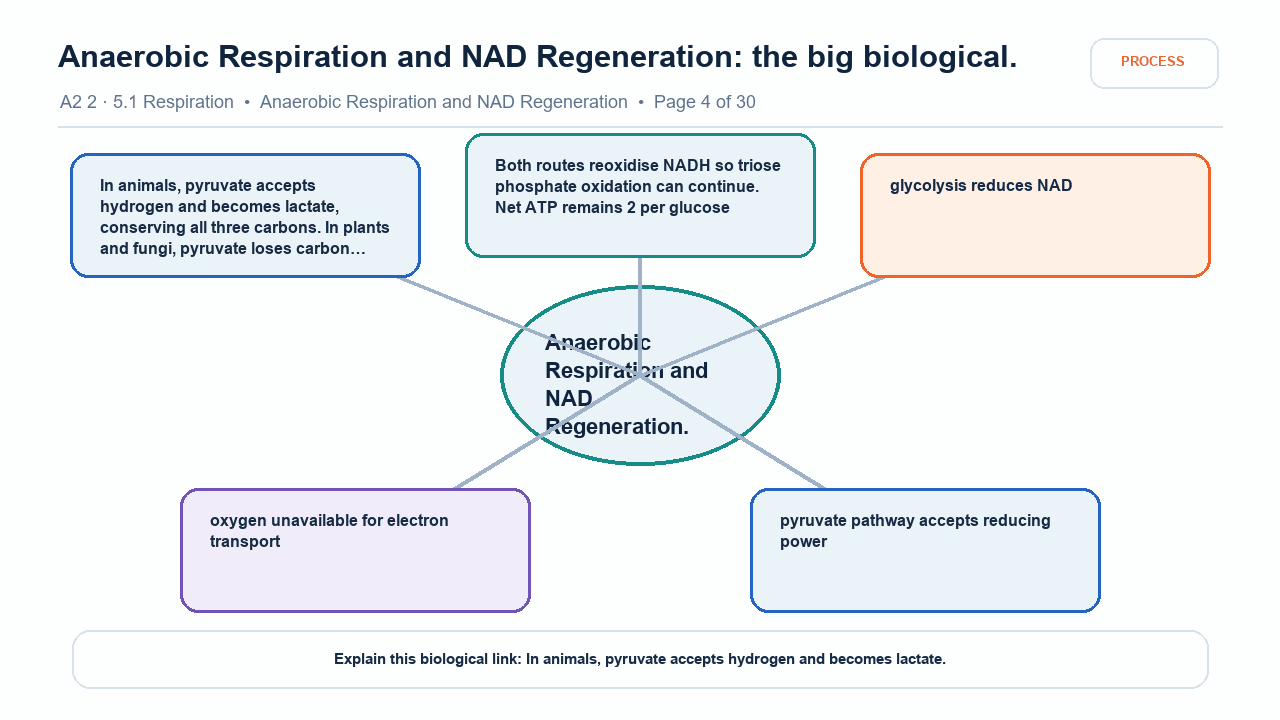 Anaerobic Respiration and NAD Regeneration: the big biological.
PROCESS
A2 2 · 5.1 Respiration • Anaerobic Respiration and NAD Regeneration • Page 4 of 30
In animals, pyruvate accepts
hydrogen and becomes lactate,
conserving all three carbons. In plants
and fungi, pyruvate loses carbon…
Both routes reoxidise NADH so triose
phosphate oxidation can continue.
Net ATP remains 2 per glucose
glycolysis reduces NAD
Anaerobic
Respiration and
NAD
Regeneration.
oxygen unavailable for electron
transport
pyruvate pathway accepts reducing
power
Explain this biological link: In animals, pyruvate accepts hydrogen and becomes lactate.